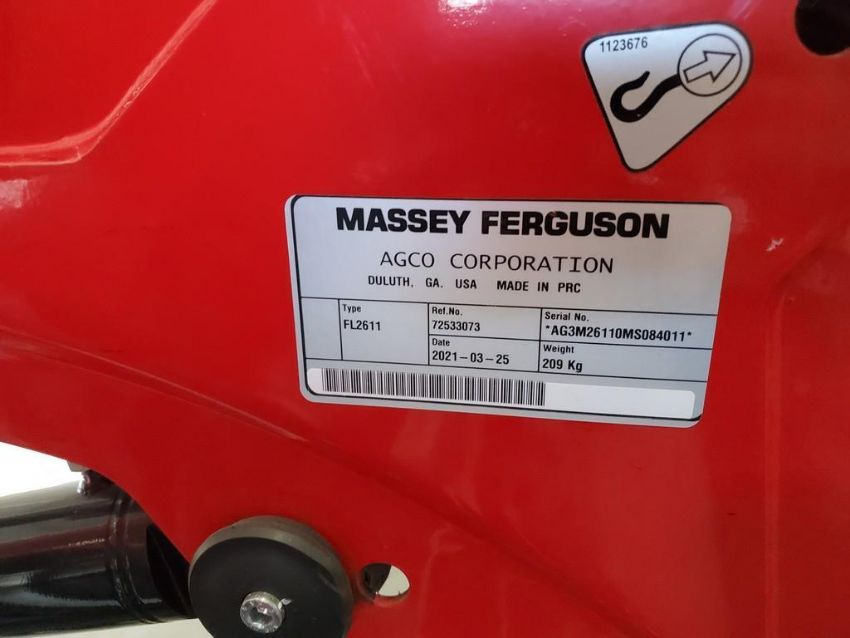 1123676
MASSEY FERGUSON
AGCO CORPORATION
DULUTH, GA. USA MADE IN PRC
Type
FL2611
Ref.No.
72533073
Serial No.
*AG3M26110MS084011*
Date
2021-03-25
Weight
209 Kg